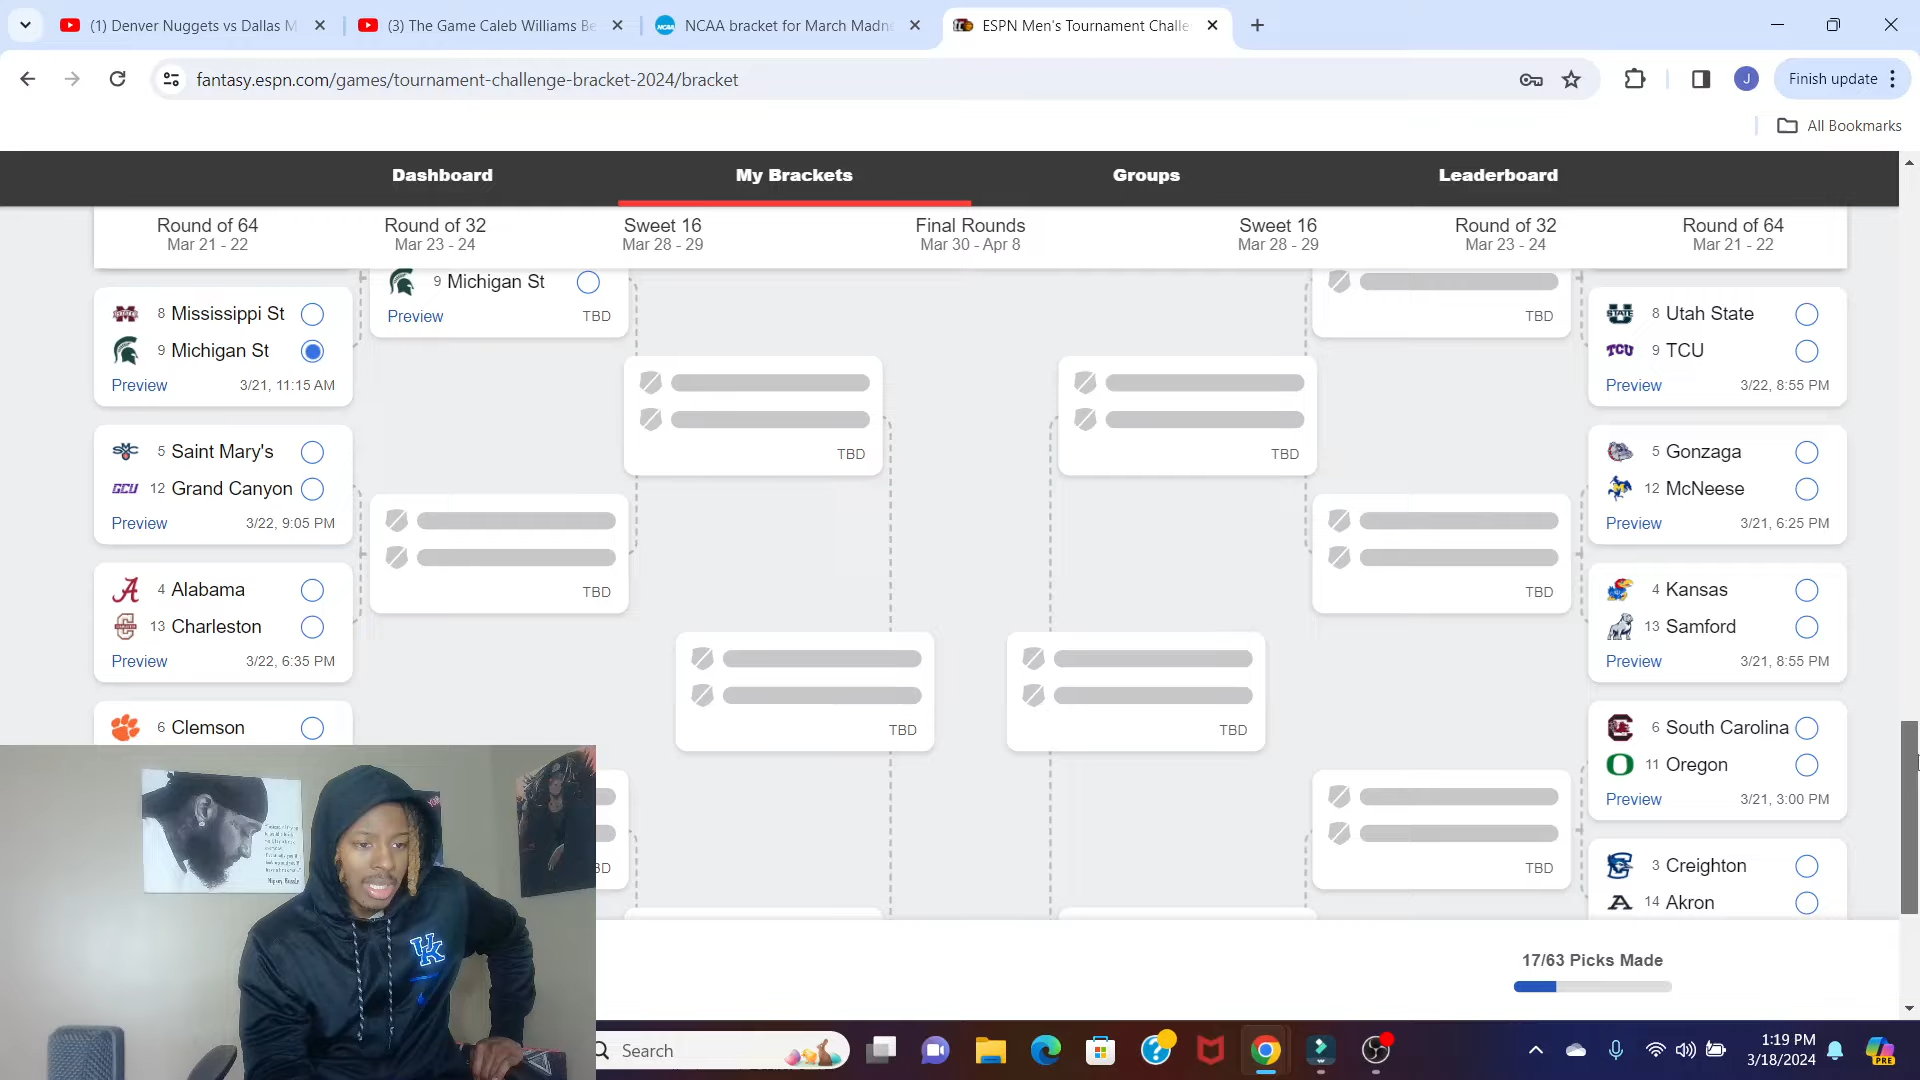 (1) Denver Nuggets vs Dallas M
(3) The Game Caleb Williams Be
NCAA bracket for March Madn
ESPN Men's Tournament Challe
fantasy.espn.com/games/tournament-challenge-bracket-2024/bracket
J
Finish update
All Bookmarks
Dashboard
My Brackets
Groups
Leaderboard
Round of 64
Mar 21 - 22
Round of 32
Mar 23 - 24
Sweet 16
Mar 28 - 29
Final Rounds
Mar 30 - Apr 8
Sweet 16
Mar 28 - 29
Round of 32
Mar 23 - 24
Round of 64
Mar 21 - 22
8 Mississippi St
9 Michigan St
Preview 3/21, 11:15 AM
5 Saint Mary's
GCU 12 Grand Canyon
Preview 3/22, 9:05 PM
4 Alabama
13 Charleston
Preview 3/22, 6:35 PM
6 Clemson
9 Michigan St
Preview TBD
TBD
BD
TBD
TBD
TBD
TBD
TBD
TBD
TBD
8 Utah State
TCU 9 TCU
Preview 3/22, 8:55 PM
5 Gonzaga
12 McNeese
Preview 3/21, 6:25 PM
4 Kansas
13 Samford
Preview 3/21, 8:55 PM
6 South Carolina
11 Oregon
Preview 3/21, 3:00 PM
3 Creighton
14 Akron
17/63 Picks Made
UK
Search
1:19 PM
3/18/2024
PRE